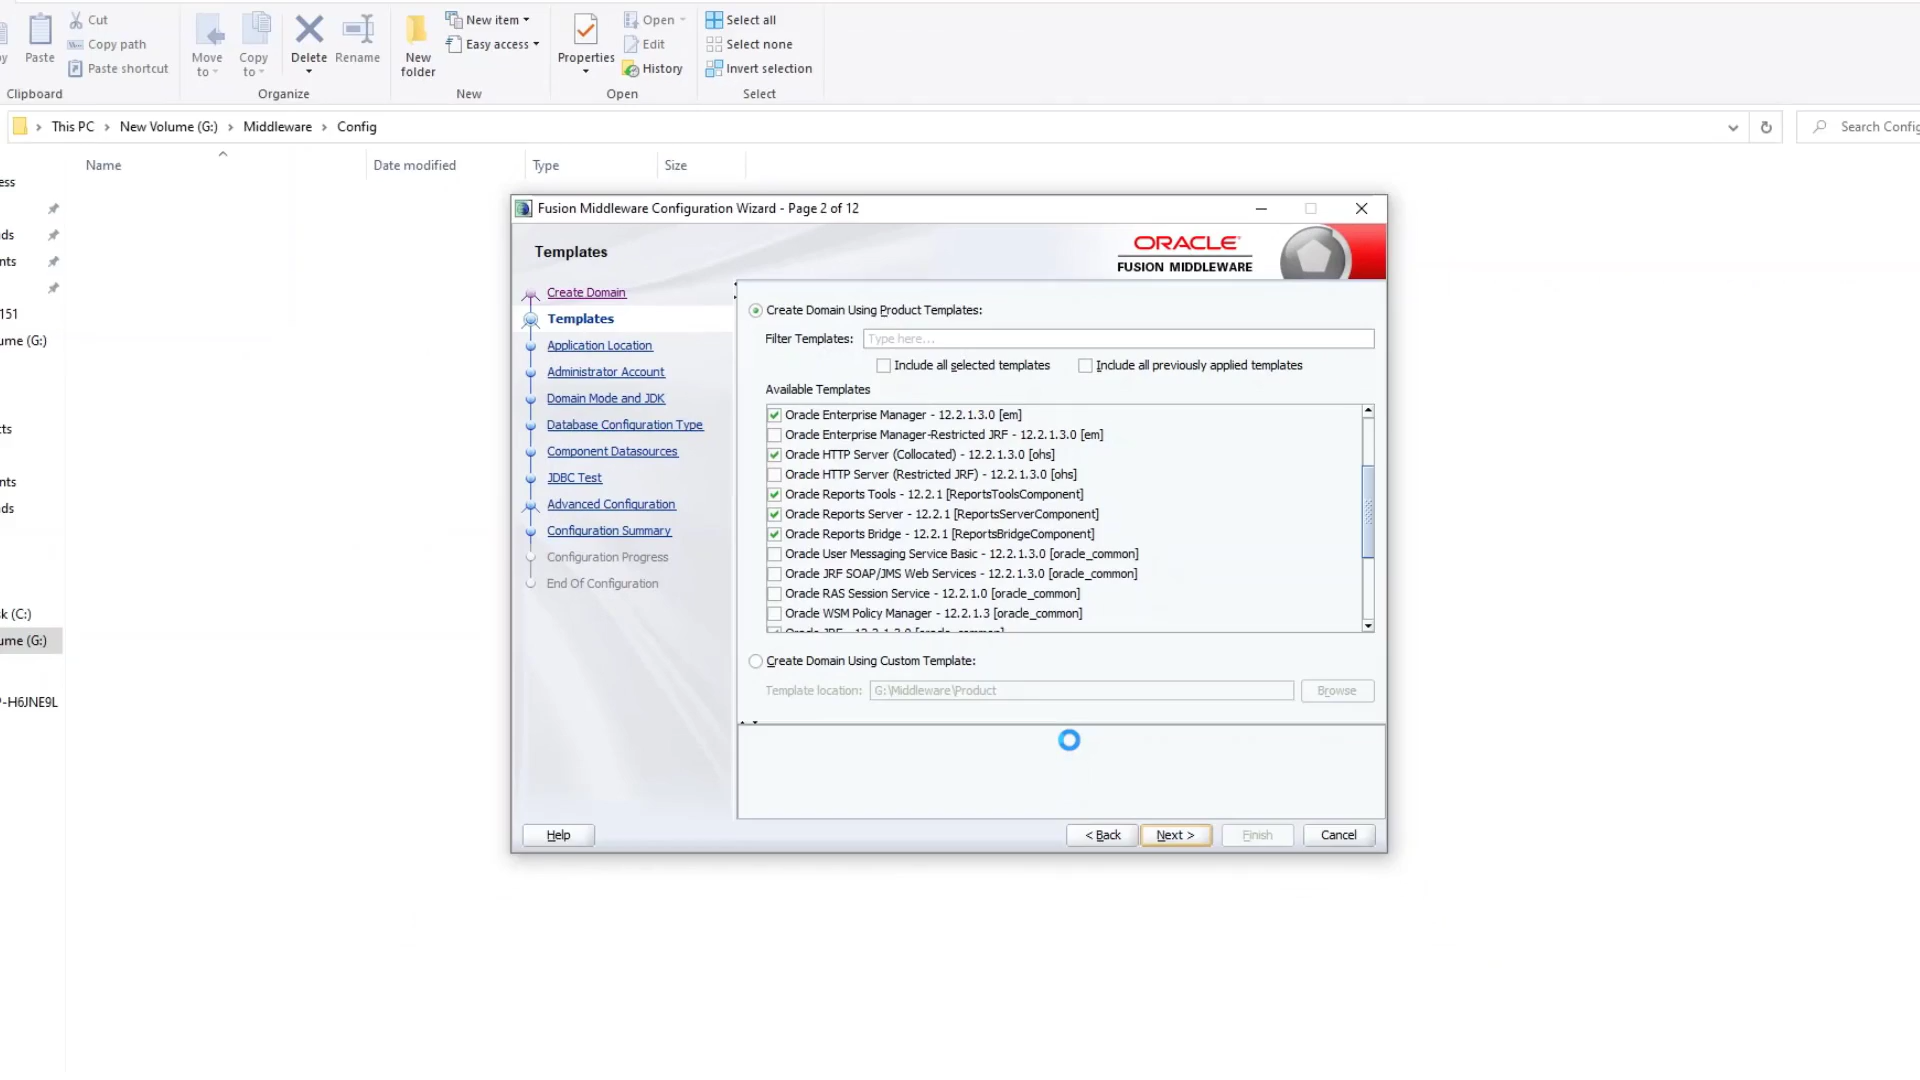 Cut
Copy path
Paste shortcut
Paste
Clipboard
Move to
Copy to
Delete
Rename
Organize
New folder
New item
Easy access
New
Properties
Open
Edit
History
Open
Select all
Select none
Invert selection
Select
This PC > New Volume (G:) > Middleware > Config
Search Config
Name
Date modified
Type
Size
ess
ds
nts
151
ume (G:)
cts
nts
ds
sk (C:)
ume (G:)
P-H6JNE9L
Fusion Middleware Configuration Wizard - Page 2 of 12
Templates
ORACLE
FUSION MIDDLEWARE
Create Domain
Templates
Application Location
Administrator Account
Domain Mode and JDK
Database Configuration Type
Component Datasources
JDBC Test
Advanced Configuration
Configuration Summary
Configuration Progress
End Of Configuration
Create Domain Using Product Templates:
Filter Templates: Type here...
Include all selected templates
Include all previously applied templates
Available Templates
Oracle Enterprise Manager - 12.2.1.3.0 [em]
Oracle Enterprise Manager-Restricted JRF - 12.2.1.3.0 [em]
Oracle HTTP Server (Collocated) - 12.2.1.3.0 [ohs]
Oracle HTTP Server (Restricted JRF) - 12.2.1.3.0 [ohs]
Oracle Reports Tools - 12.2.1 [ReportsToolsComponent]
Oracle Reports Server - 12.2.1 [ReportsServerComponent]
Oracle Reports Bridge - 12.2.1 [ReportsBridgeComponent]
Oracle User Messaging Service Basic - 12.2.1.3.0 [oracle_common]
Oracle JRF SOAP/JMS Web Services - 12.2.1.3.0 [oracle_common]
Oracle RAS Session Service - 12.2.1.0 [oracle_common]
Oracle WSM Policy Manager - 12.2.1.3 [oracle_common]
Oracle JRF - 12.2.1.3.0 [oracle_common]
Create Domain Using Custom Template:
Template location: G:\Middleware\Product
Browse
Help
< Back
Next >
Finish
Cancel